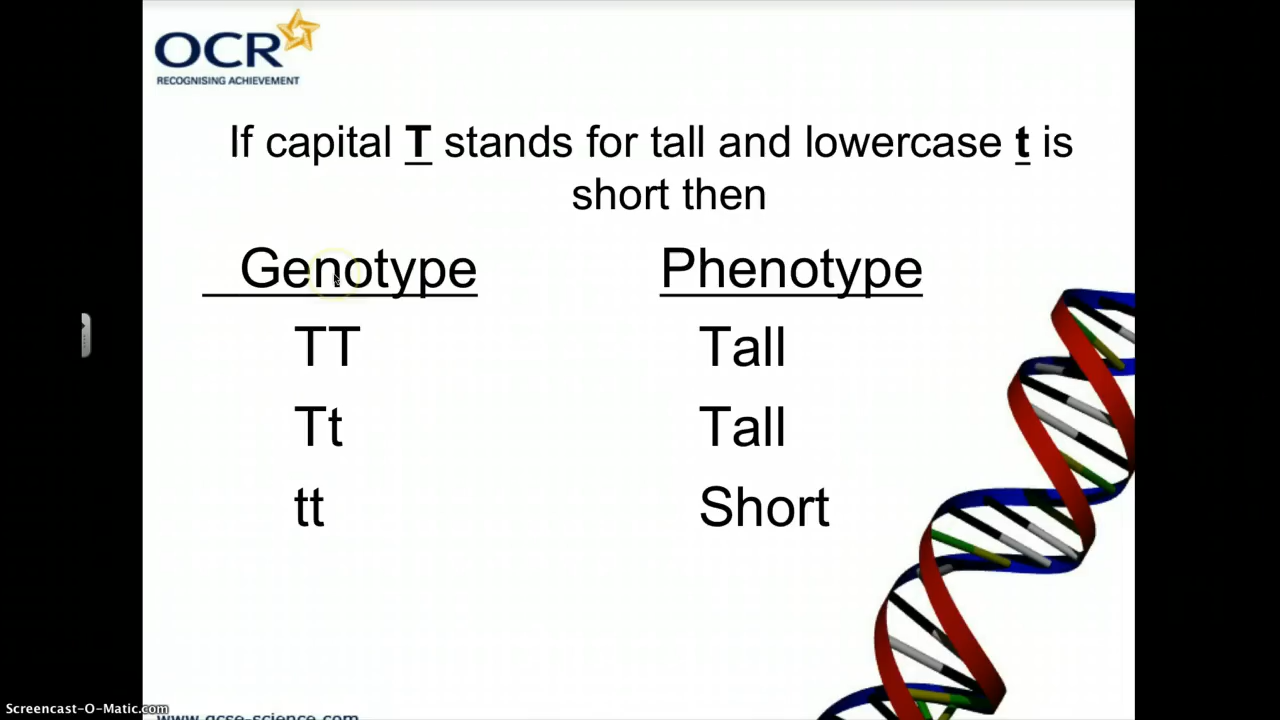 OCR
RECOGNISING ACHIEVEMENT
If capital T stands for tall and lowercase t is
short then
Genotype Phenotype
TT Tall
Tt Tall
tt Short
Screencast-O-Matic.com
www.gcse-science.com